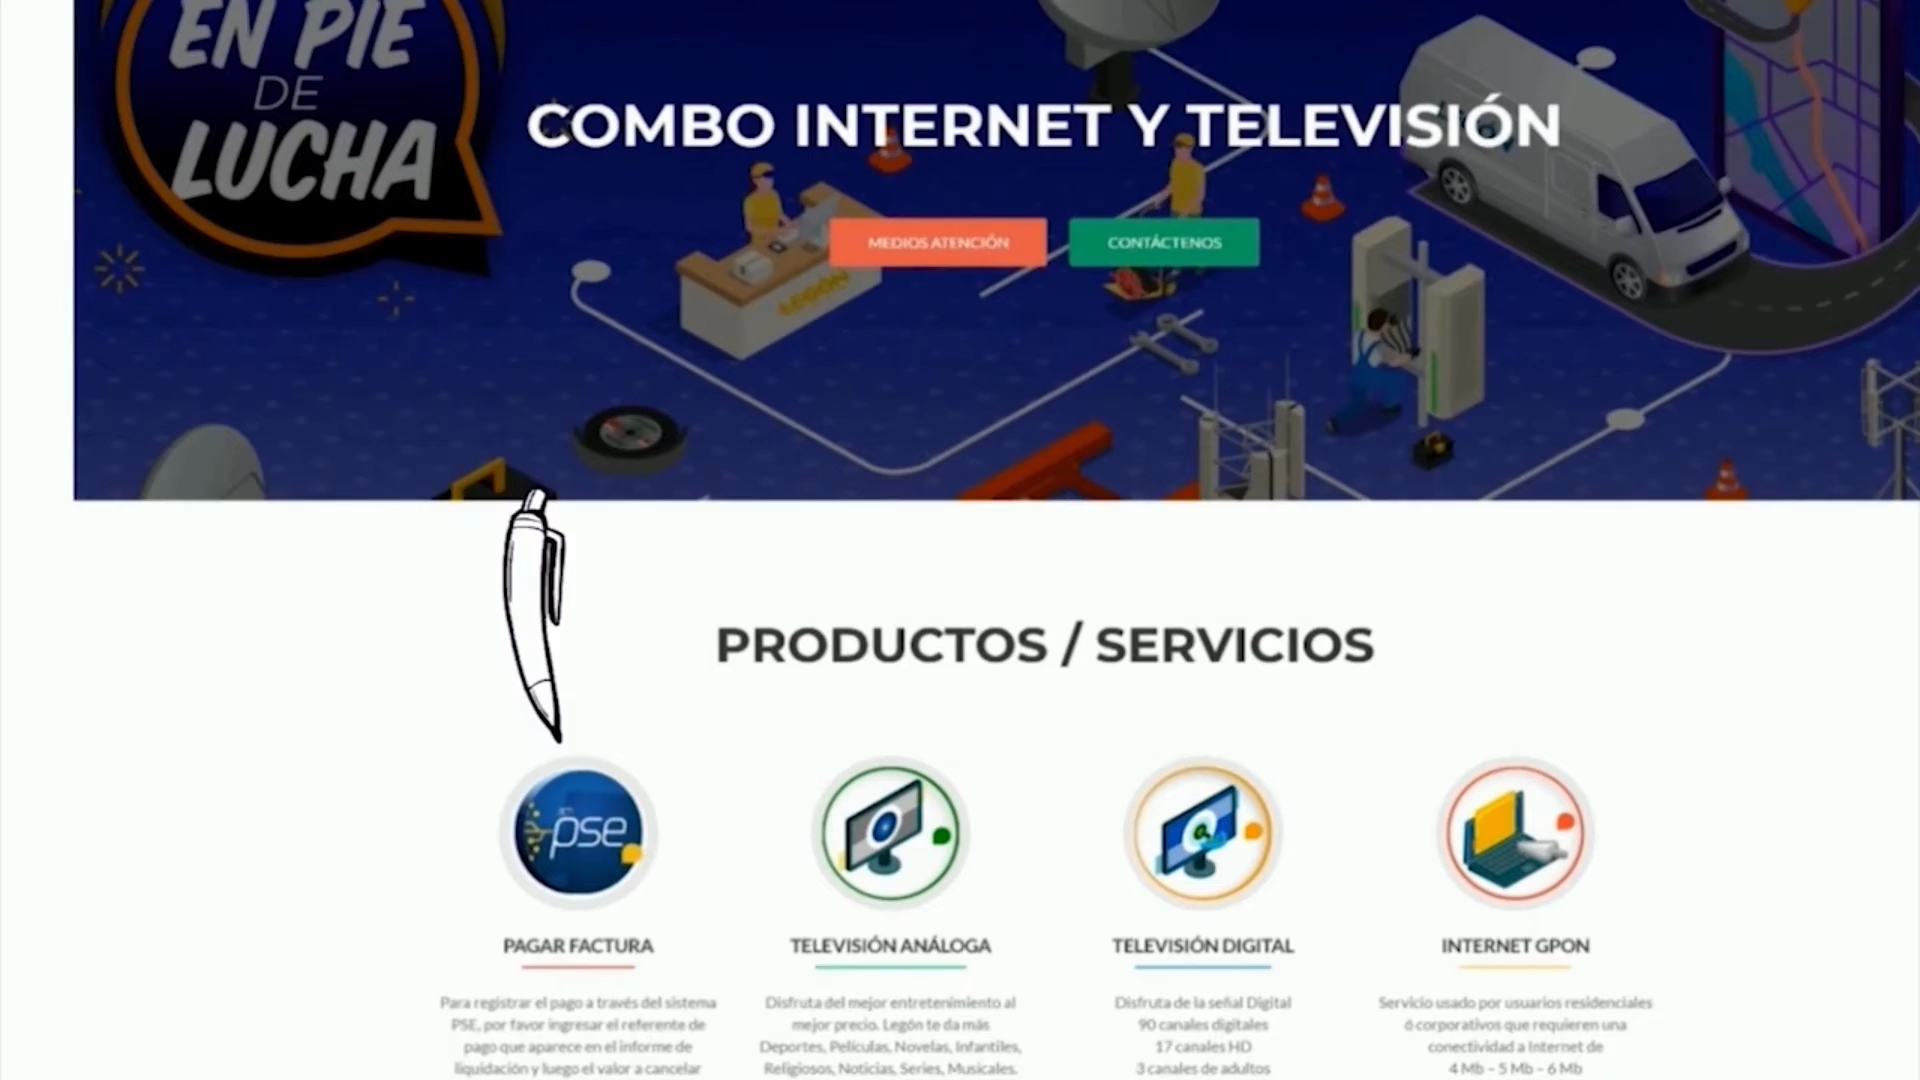 EN PIE
DE
LUCHA
COMBO INTERNET Y TELEVISIÓN
MEDIOS ATENCIÓN
CONTÁCTENOS
LEGÓN
PRODUCTOS / SERVICIOS
pse
PAGAR FACTURA
Para registrar el pago a través del sistema
PSE, por favor ingresar el referente de
pago que aparece en el informe de
liquidación y luego el valor a cancelar
TELEVISIÓN ANÁLOGA
Disfruta del mejor entretenimiento al
mejor precio. Legón te da más
Deportes, Películas, Novelas, Infantiles,
Religiosos, Noticias, Series, Musicales.
TELEVISIÓN DIGITAL
Disfruta de la señal Digital
90 canales digitales
17 canales HD
3 canales de adultos
INTERNET GPON
Servicio usado por usuarios residenciales
ó corporativos que requieren una
conectividad a Internet de
4 Mb – 5 Mb – 6 Mb